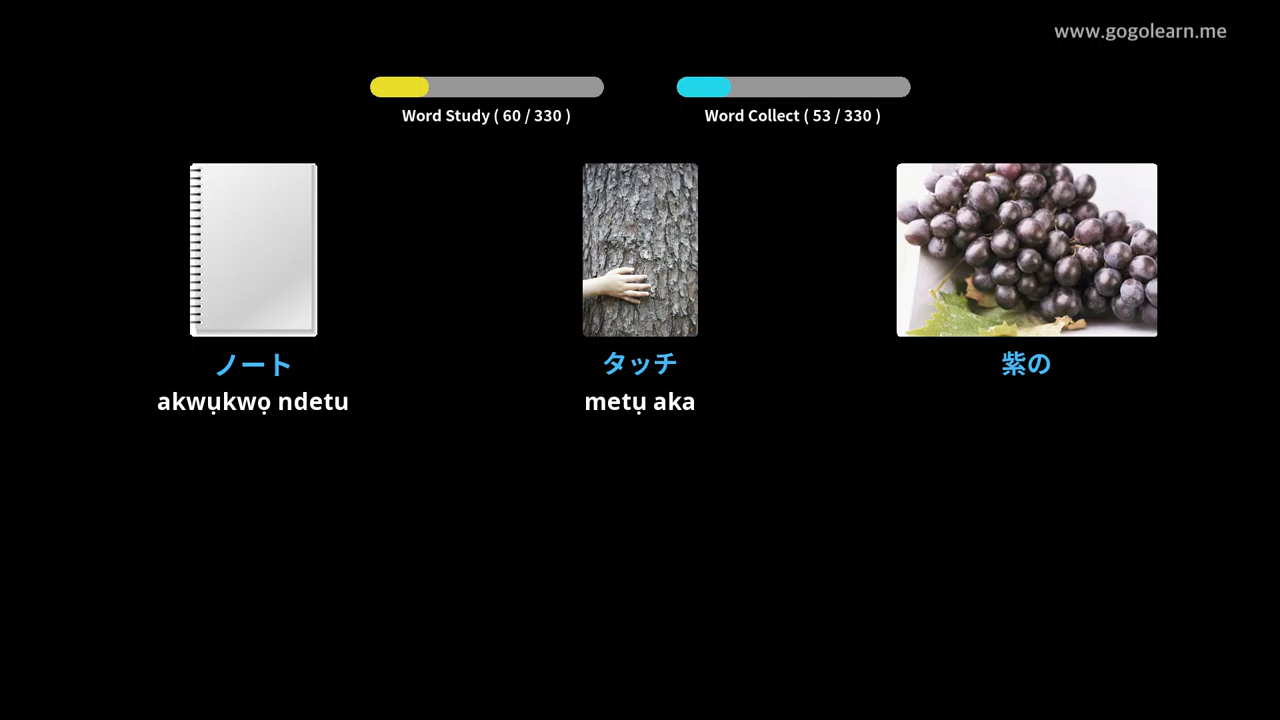 www.gogolearn.me
Word Study ( 60 / 330 )
Word Collect ( 53 / 330 )
ノート
タッチ
紫の
akwụkwọ ndetu
metụ aka